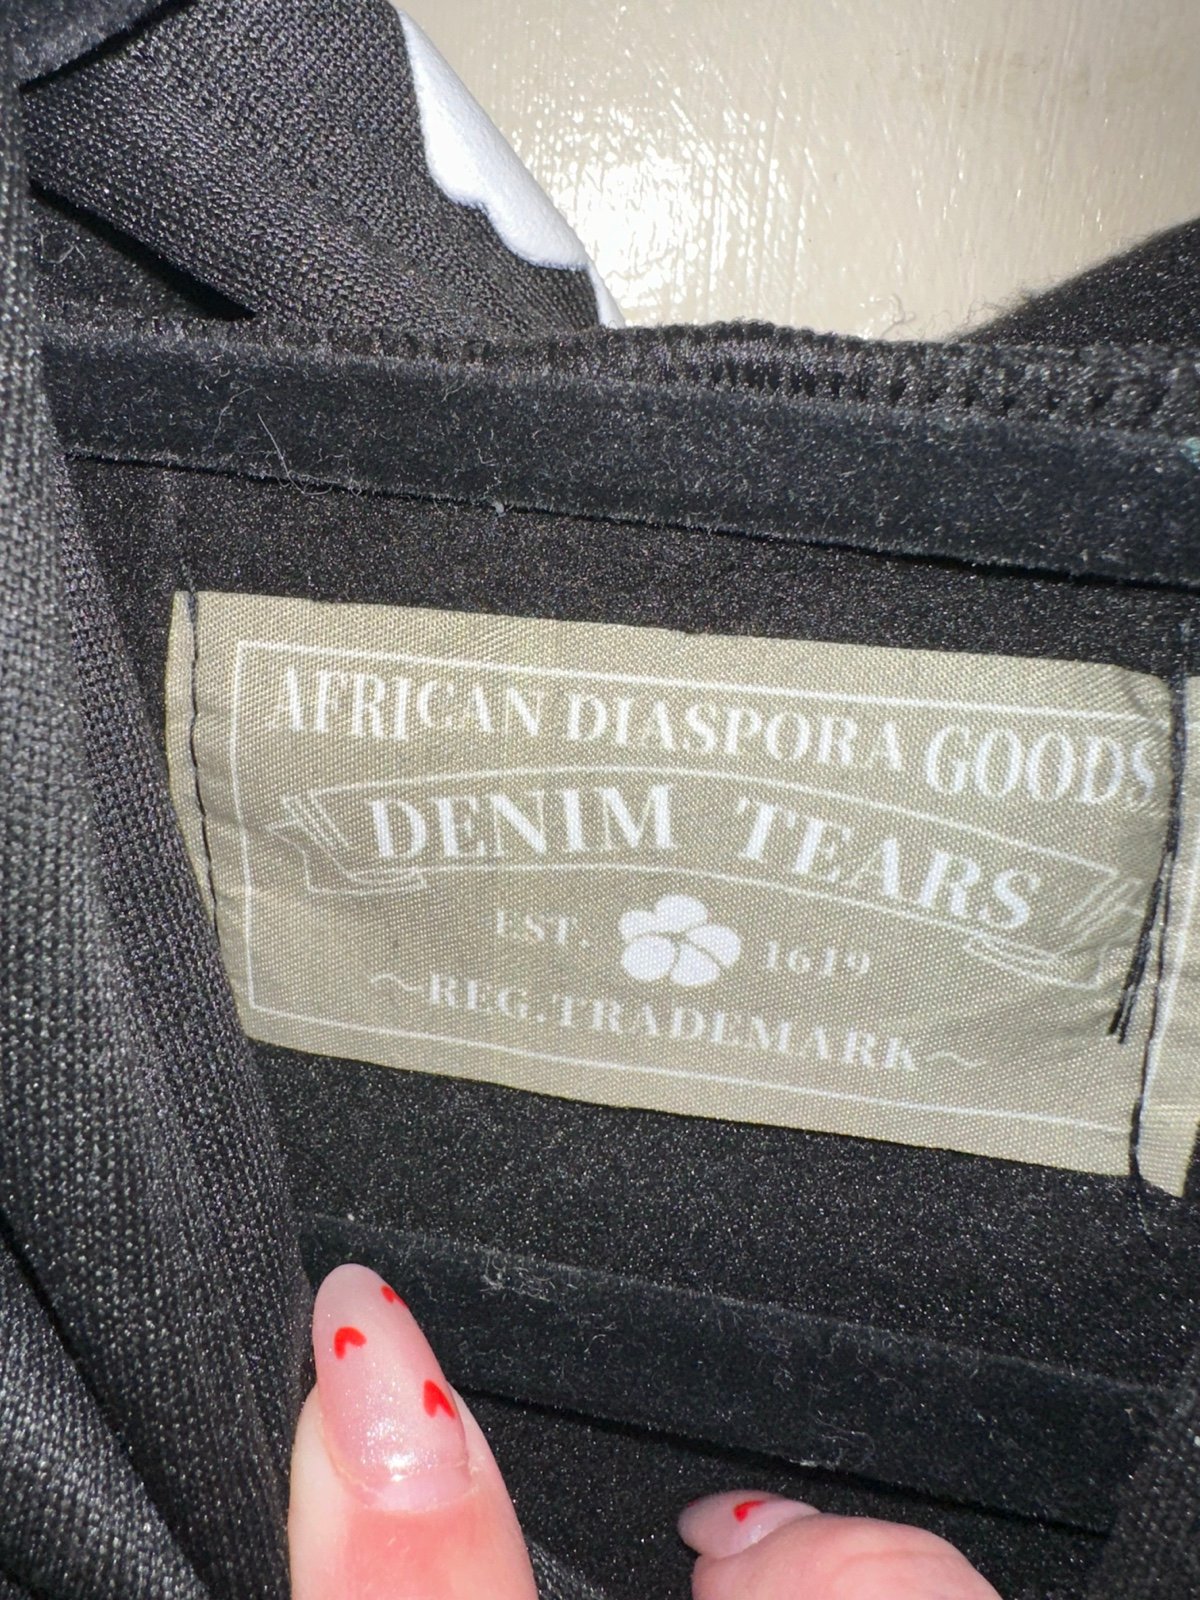 AFRICAN DIASPORA GOODS
DENIM TEARS
EST. 1619
~REG.TRADEMARK~